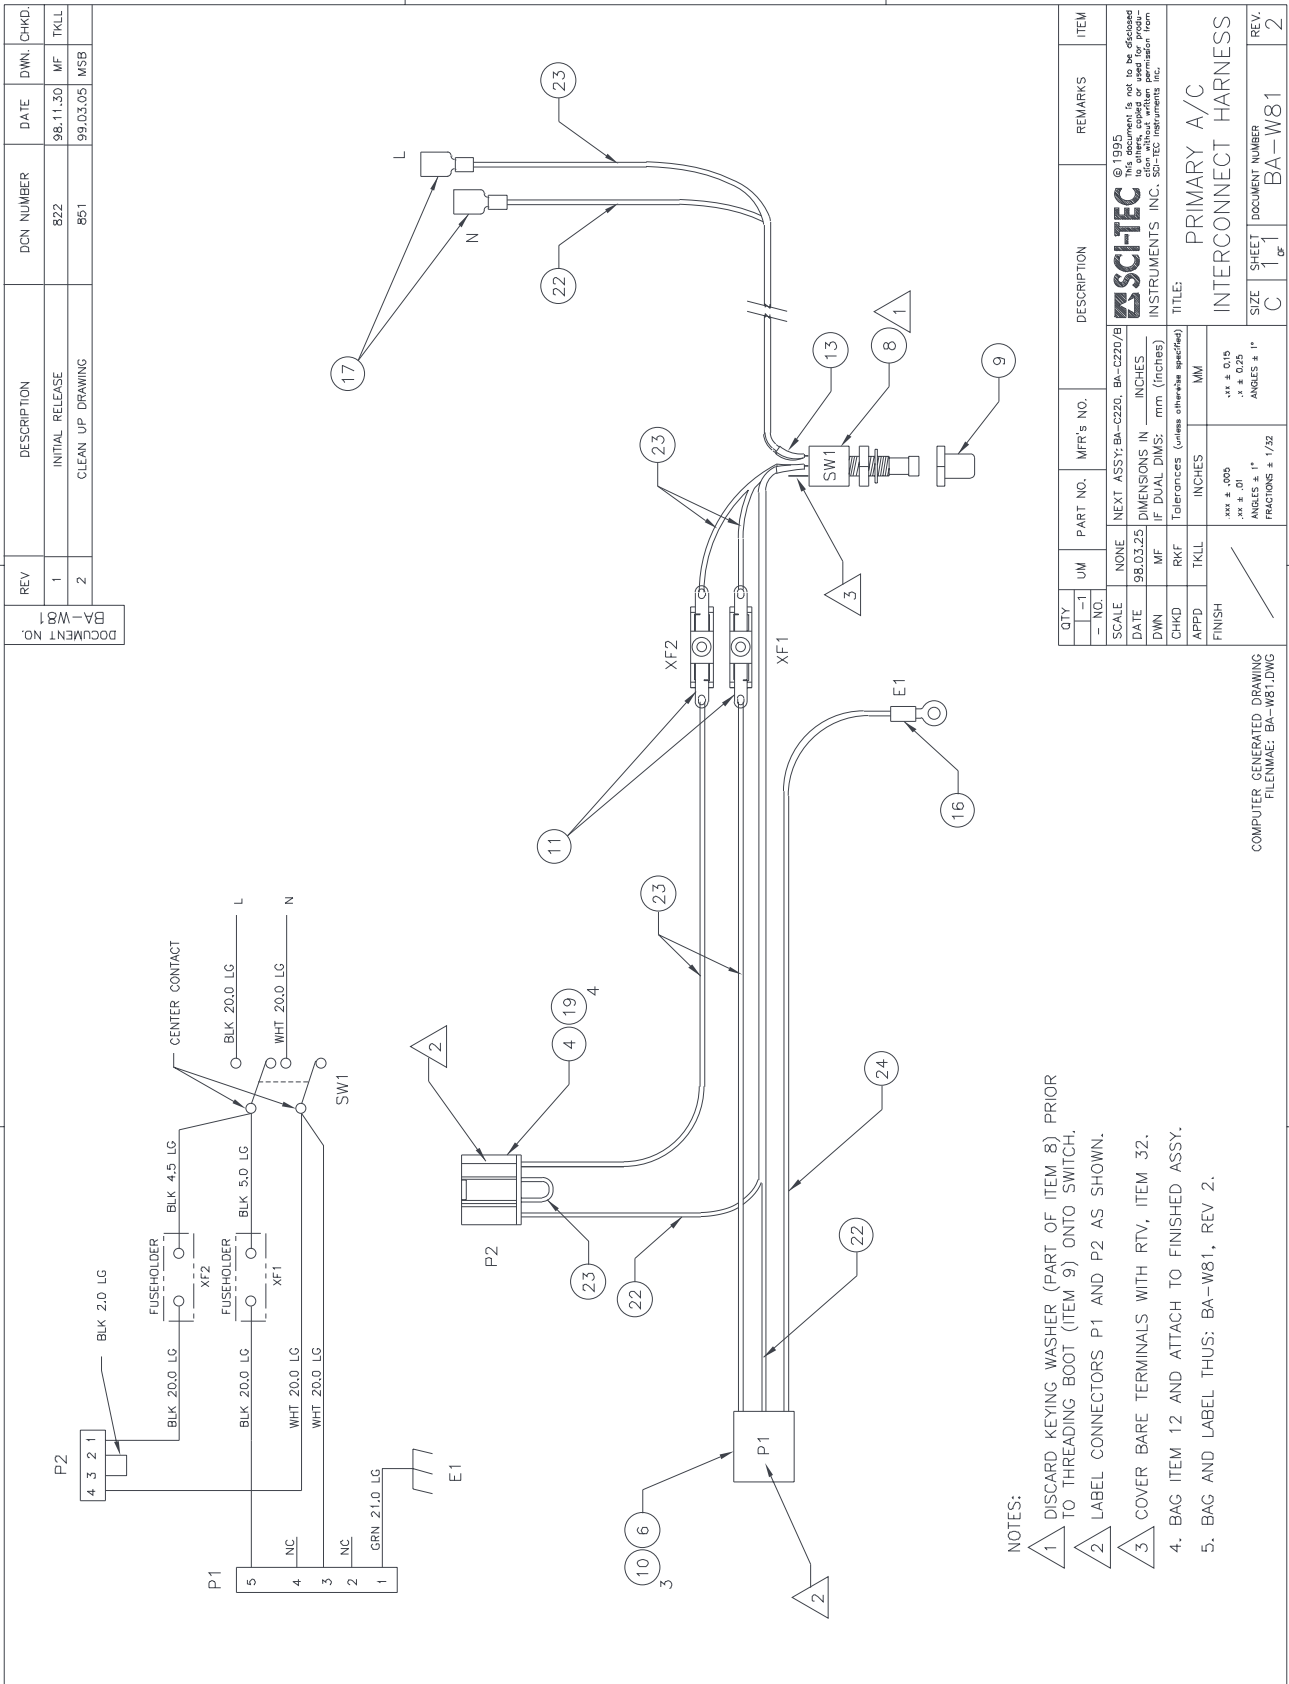 DOCUMENT NO.
BA-W81
REV DESCRIPTION DCN NUMBER DATE DWN. CHKD.
1 INITIAL RELEASE 822 98.11.30 MF TKLL
2 CLEAN UP DRAWING 851 99.03.05 MSB
P2
4 3 2 1
BLK 2.0 LG
BLK 20.0 LG
FUSEHOLDER
XF2
BLK 4.5 LG
CENTER CONTACT
BLK 20.0 LG
L
P1
5
4
3
2
1
NC
NC
BLK 20.0 LG
FUSEHOLDER
XF1
BLK 5.0 LG
WHT 20.0 LG
N
WHT 20.0 LG
WHT 20.0 LG
SW1
GRN 21.0 LG
E1
17
L
N
23
22
2
4
19
4
P2
23
22
11
23
XF2
XF1
23
13
8
1
SW1
9
3
10
6
3
P1
2
22
24
16
E1
NOTES:
1 DISCARD KEYING WASHER (PART OF ITEM 8) PRIOR
TO THREADING BOOT (ITEM 9) ONTO SWITCH.
2 LABEL CONNECTORS P1 AND P2 AS SHOWN.
3 COVER BARE TERMINALS WITH RTV, ITEM 32.
4. BAG ITEM 12 AND ATTACH TO FINISHED ASSY.
5. BAG AND LABEL THUS: BA-W81, REV 2.
COMPUTER GENERATED DRAWING
FILENMAE: BA-W81.DWG
QTY
-1
- NO.
UM PART NO. MFR's NO. DESCRIPTION REMARKS ITEM
SCALE NONE
DATE 98.03.25
DWN MF
CHKD RKF
APPD TKLL
FINISH
NEXT ASSY: BA-C220, BA-C220/B
DIMENSIONS IN INCHES
IF DUAL DIMS: mm (inches)
Tolerances (unless otherwise specified)
INCHES MM
.xxx ± .005
.xx ± .01
ANGLES ± 1°
FRACTIONS ± 1/32
.xx ± 0.15
.x ± 0.25
ANGLES ± 1°
SCI-TEC
INSTRUMENTS INC.
© 1995
This document is not to be disclosed
to others, copied or used for produ-
ction without written permission from
SCI-TEC Instruments Inc.
TITLE:
PRIMARY A/C
INTERCONNECT HARNESS
SIZE
C
SHEET
1 OF 1
DOCUMENT NUMBER
BA-W81
REV.
2